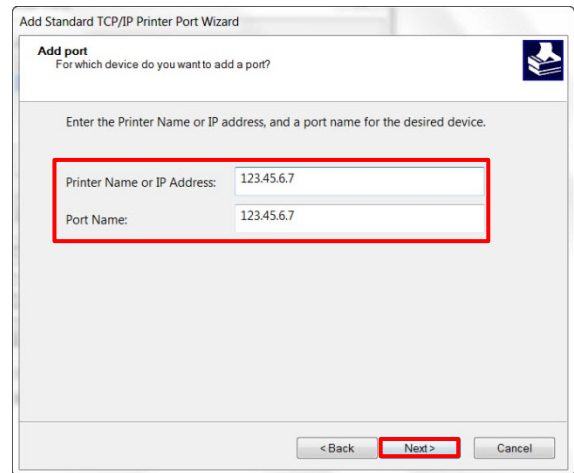 Add Standard TCP/IP Printer Port Wizard
Add port
For which device do you want to add a port?
Enter the Printer Name or IP address, and a port name for the desired device.
Printer Name or IP Address: 123.45.6.7
Port Name: 123.45.6.7
< Back Next > Cancel